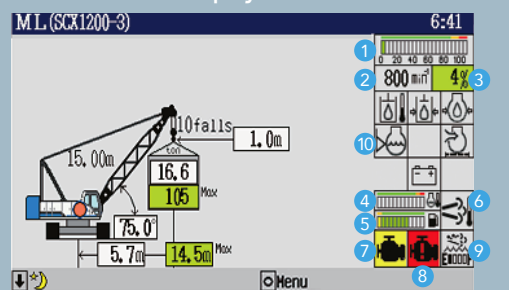 ML(SCX1200-3) 6:41
1
0 20 40 60 80 100
2 800 min⁻¹ 4% 3
10falls
1.0m
10
15.00m
ton
16.6
105 Max
4 6
5
75.0°
5.7m 14.5m Max
7 9
8
Menu